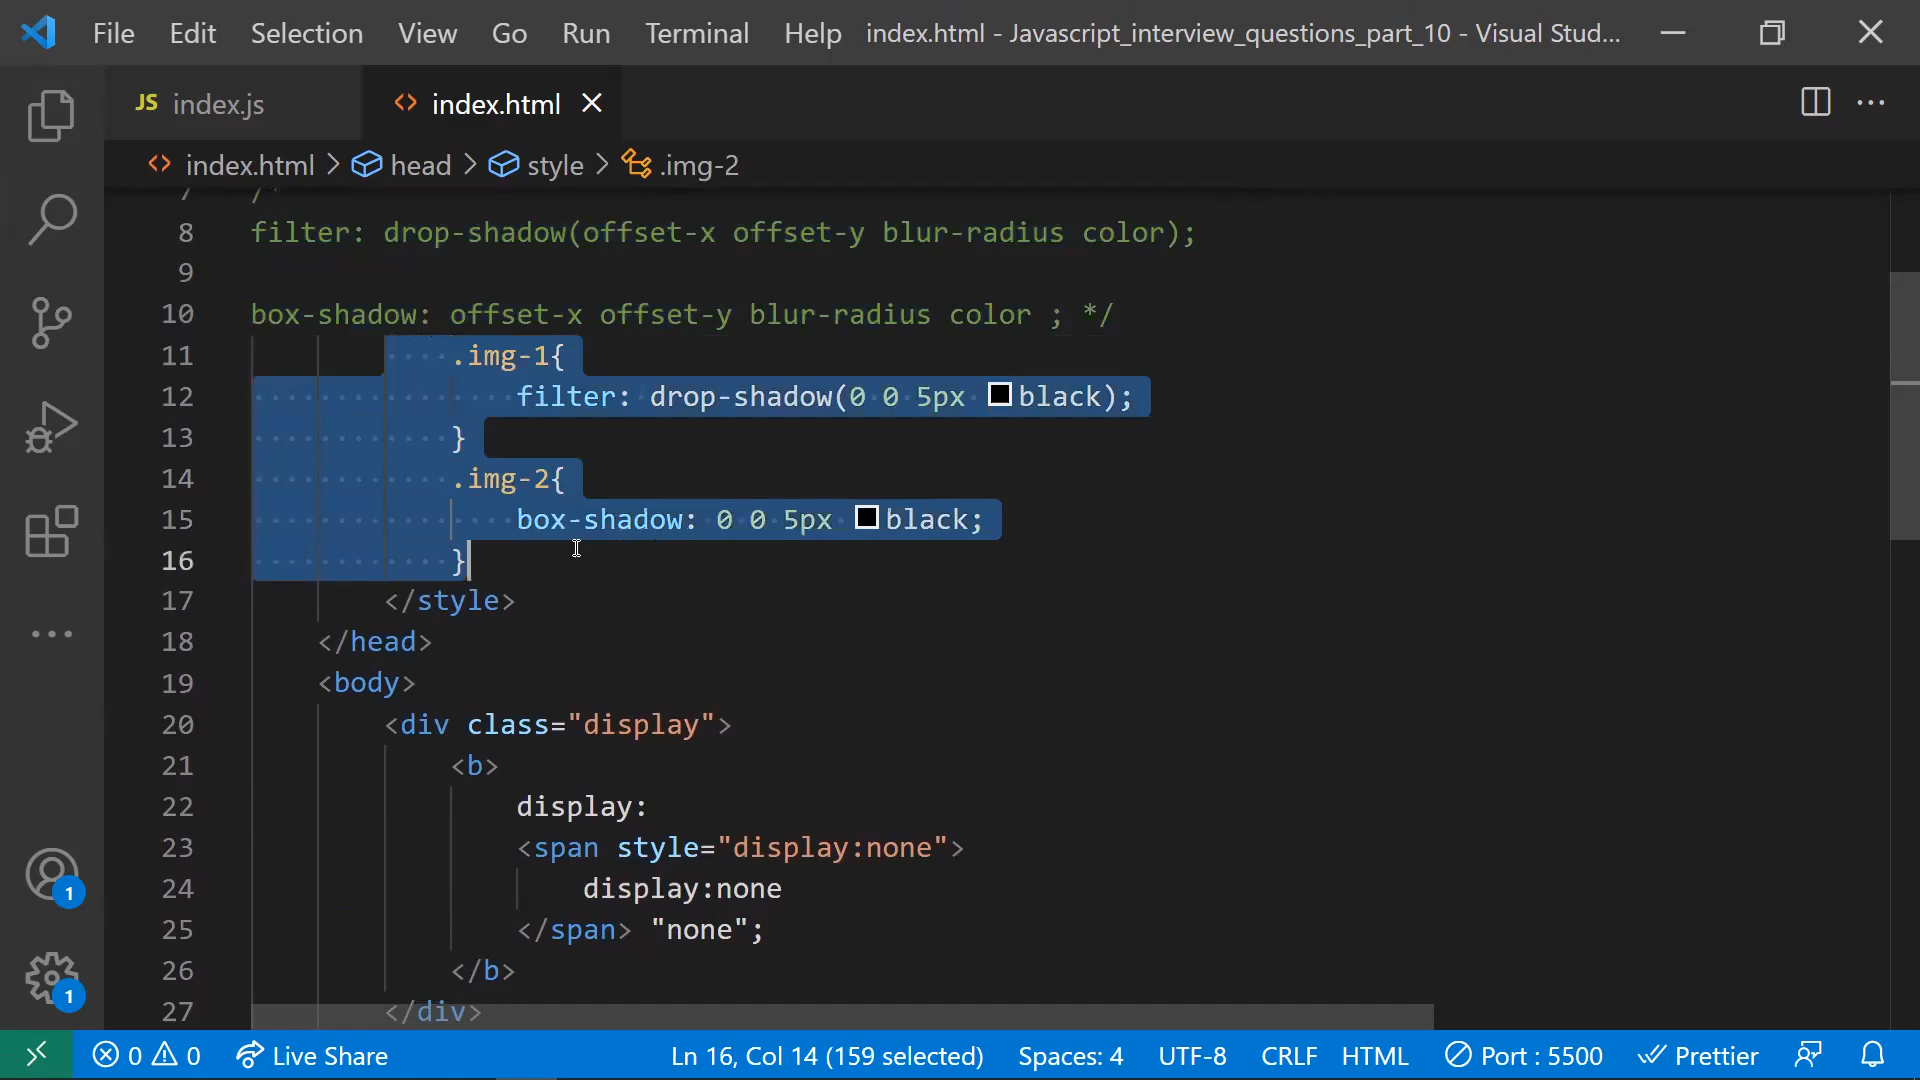 File Edit Selection View Go Run Terminal Help index.html - Javascript_interview_questions_part_10 - Visual Stud...
JS index.js index.html
index.html > head > style > .img-2
7 /*
8 filter: drop-shadow(offset-x offset-y blur-radius color);
9
10 box-shadow: offset-x offset-y blur-radius color ; */
11 .img-1{
12 filter: drop-shadow(0 0 5px black);
13 }
14 .img-2{
15 box-shadow: 0 0 5px black;
16 }
17 </style>
18 </head>
19 <body>
20 <div class="display">
21 <b>
22 display:
23 <span style="display:none">
24 display:none
25 </span> "none";
26 </b>
27 </div>
1
1
0 0 Live Share Ln 16, Col 14 (159 selected) Spaces: 4 UTF-8 CRLF HTML Port : 5500 Prettier